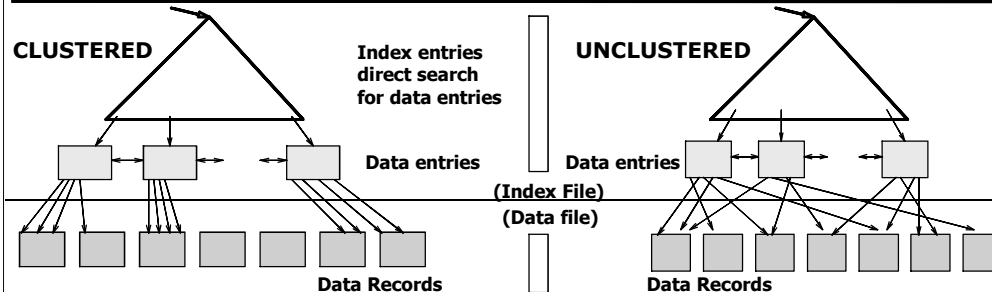 CLUSTERED
Index entries
direct search
for data entries
UNCLUSTERED
Data entries
Data entries
(Index File)
(Data file)
Data Records
Data Records